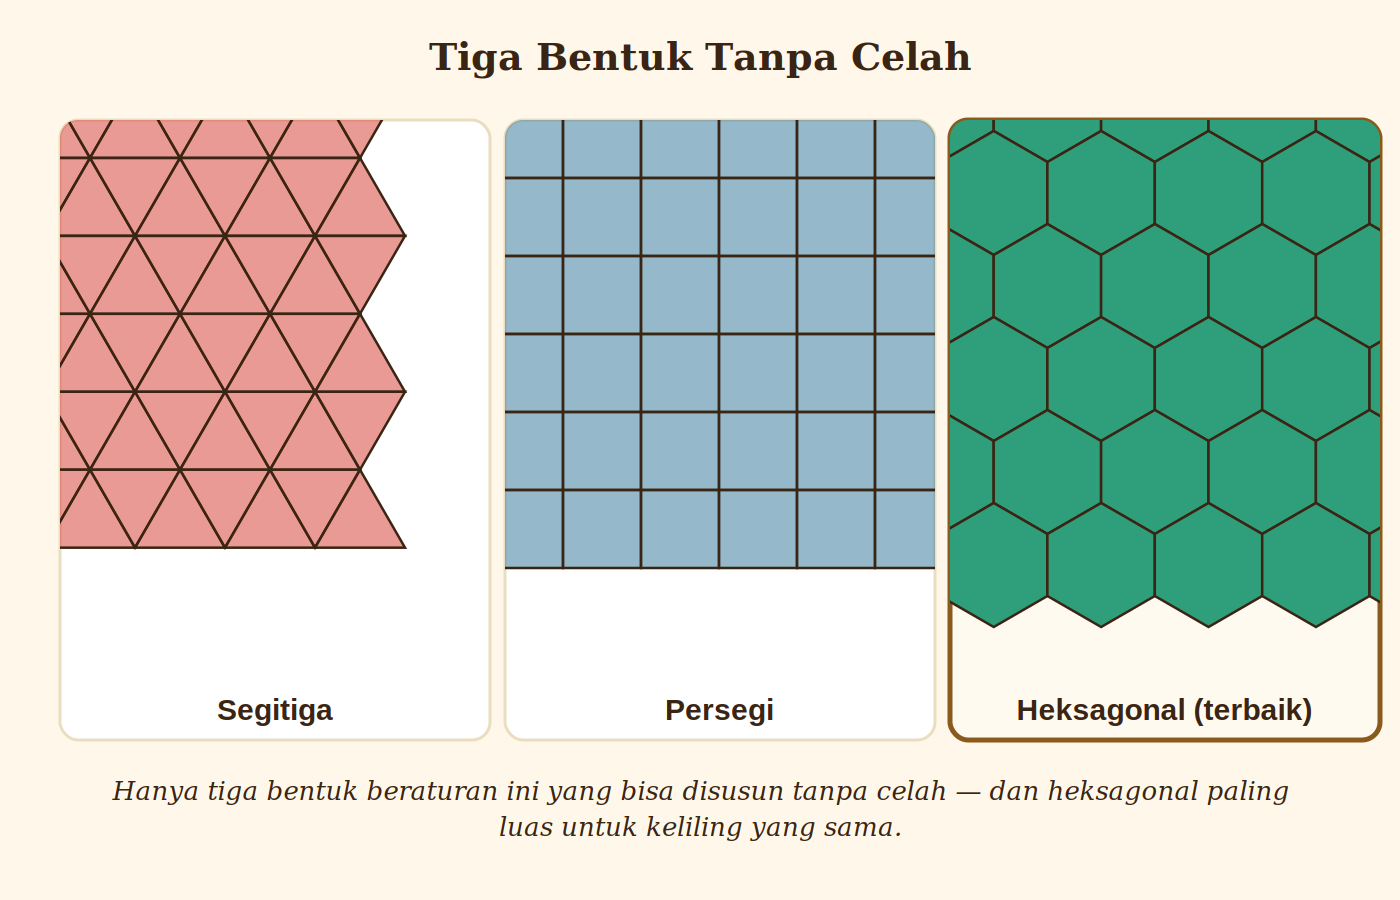 Tiga Bentuk Tanpa Celah
Segitiga
Persegi
Heksagonal (terbaik)
Hanya tiga bentuk beraturan ini yang bisa disusun tanpa celah — dan heksagonal paling
luas untuk keliling yang sama.